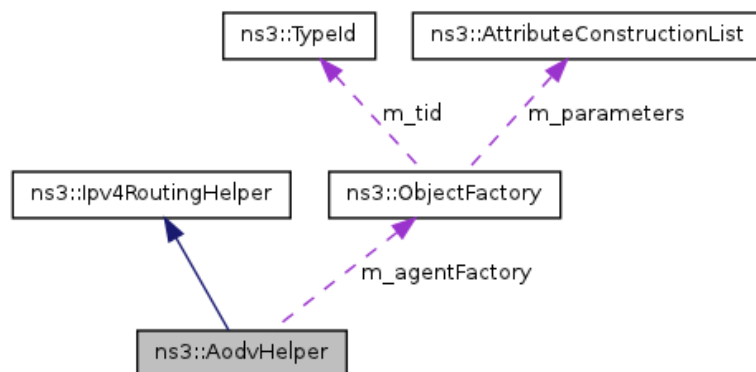 ns3::TypeId
ns3::AttributeConstructionList
m_tid
m_parameters
ns3::Ipv4RoutingHelper
ns3::ObjectFactory
m_agentFactory
ns3::AodvHelper